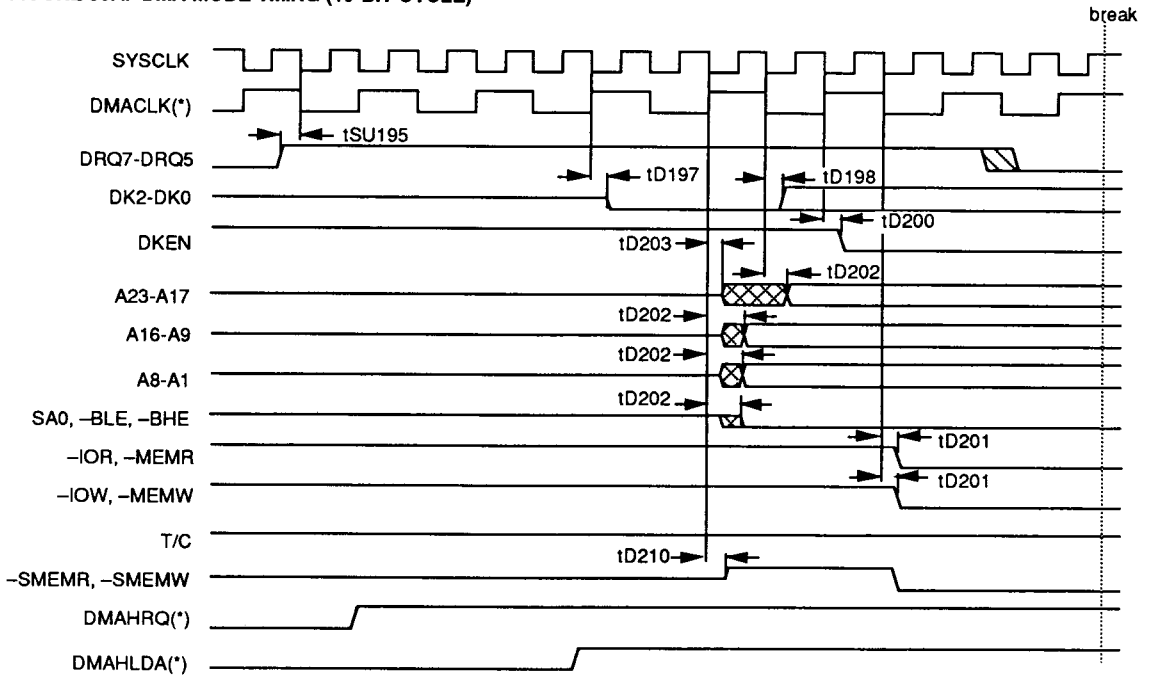 break
SYSCLK
DMACLK(*)
tSU195
DRQ7-DRQ5
tD197
tD198
DK2-DK0
tD200
DKEN
tD203
tD202
A23-A17
tD202
A16-A9
tD202
A8-A1
tD202
SA0, –BLE, –BHE
tD201
–IOR, –MEMR
tD201
–IOW, –MEMW
T/C
tD210
–SMEMR, –SMEMW
DMAHRQ(*)
DMAHLDA(*)